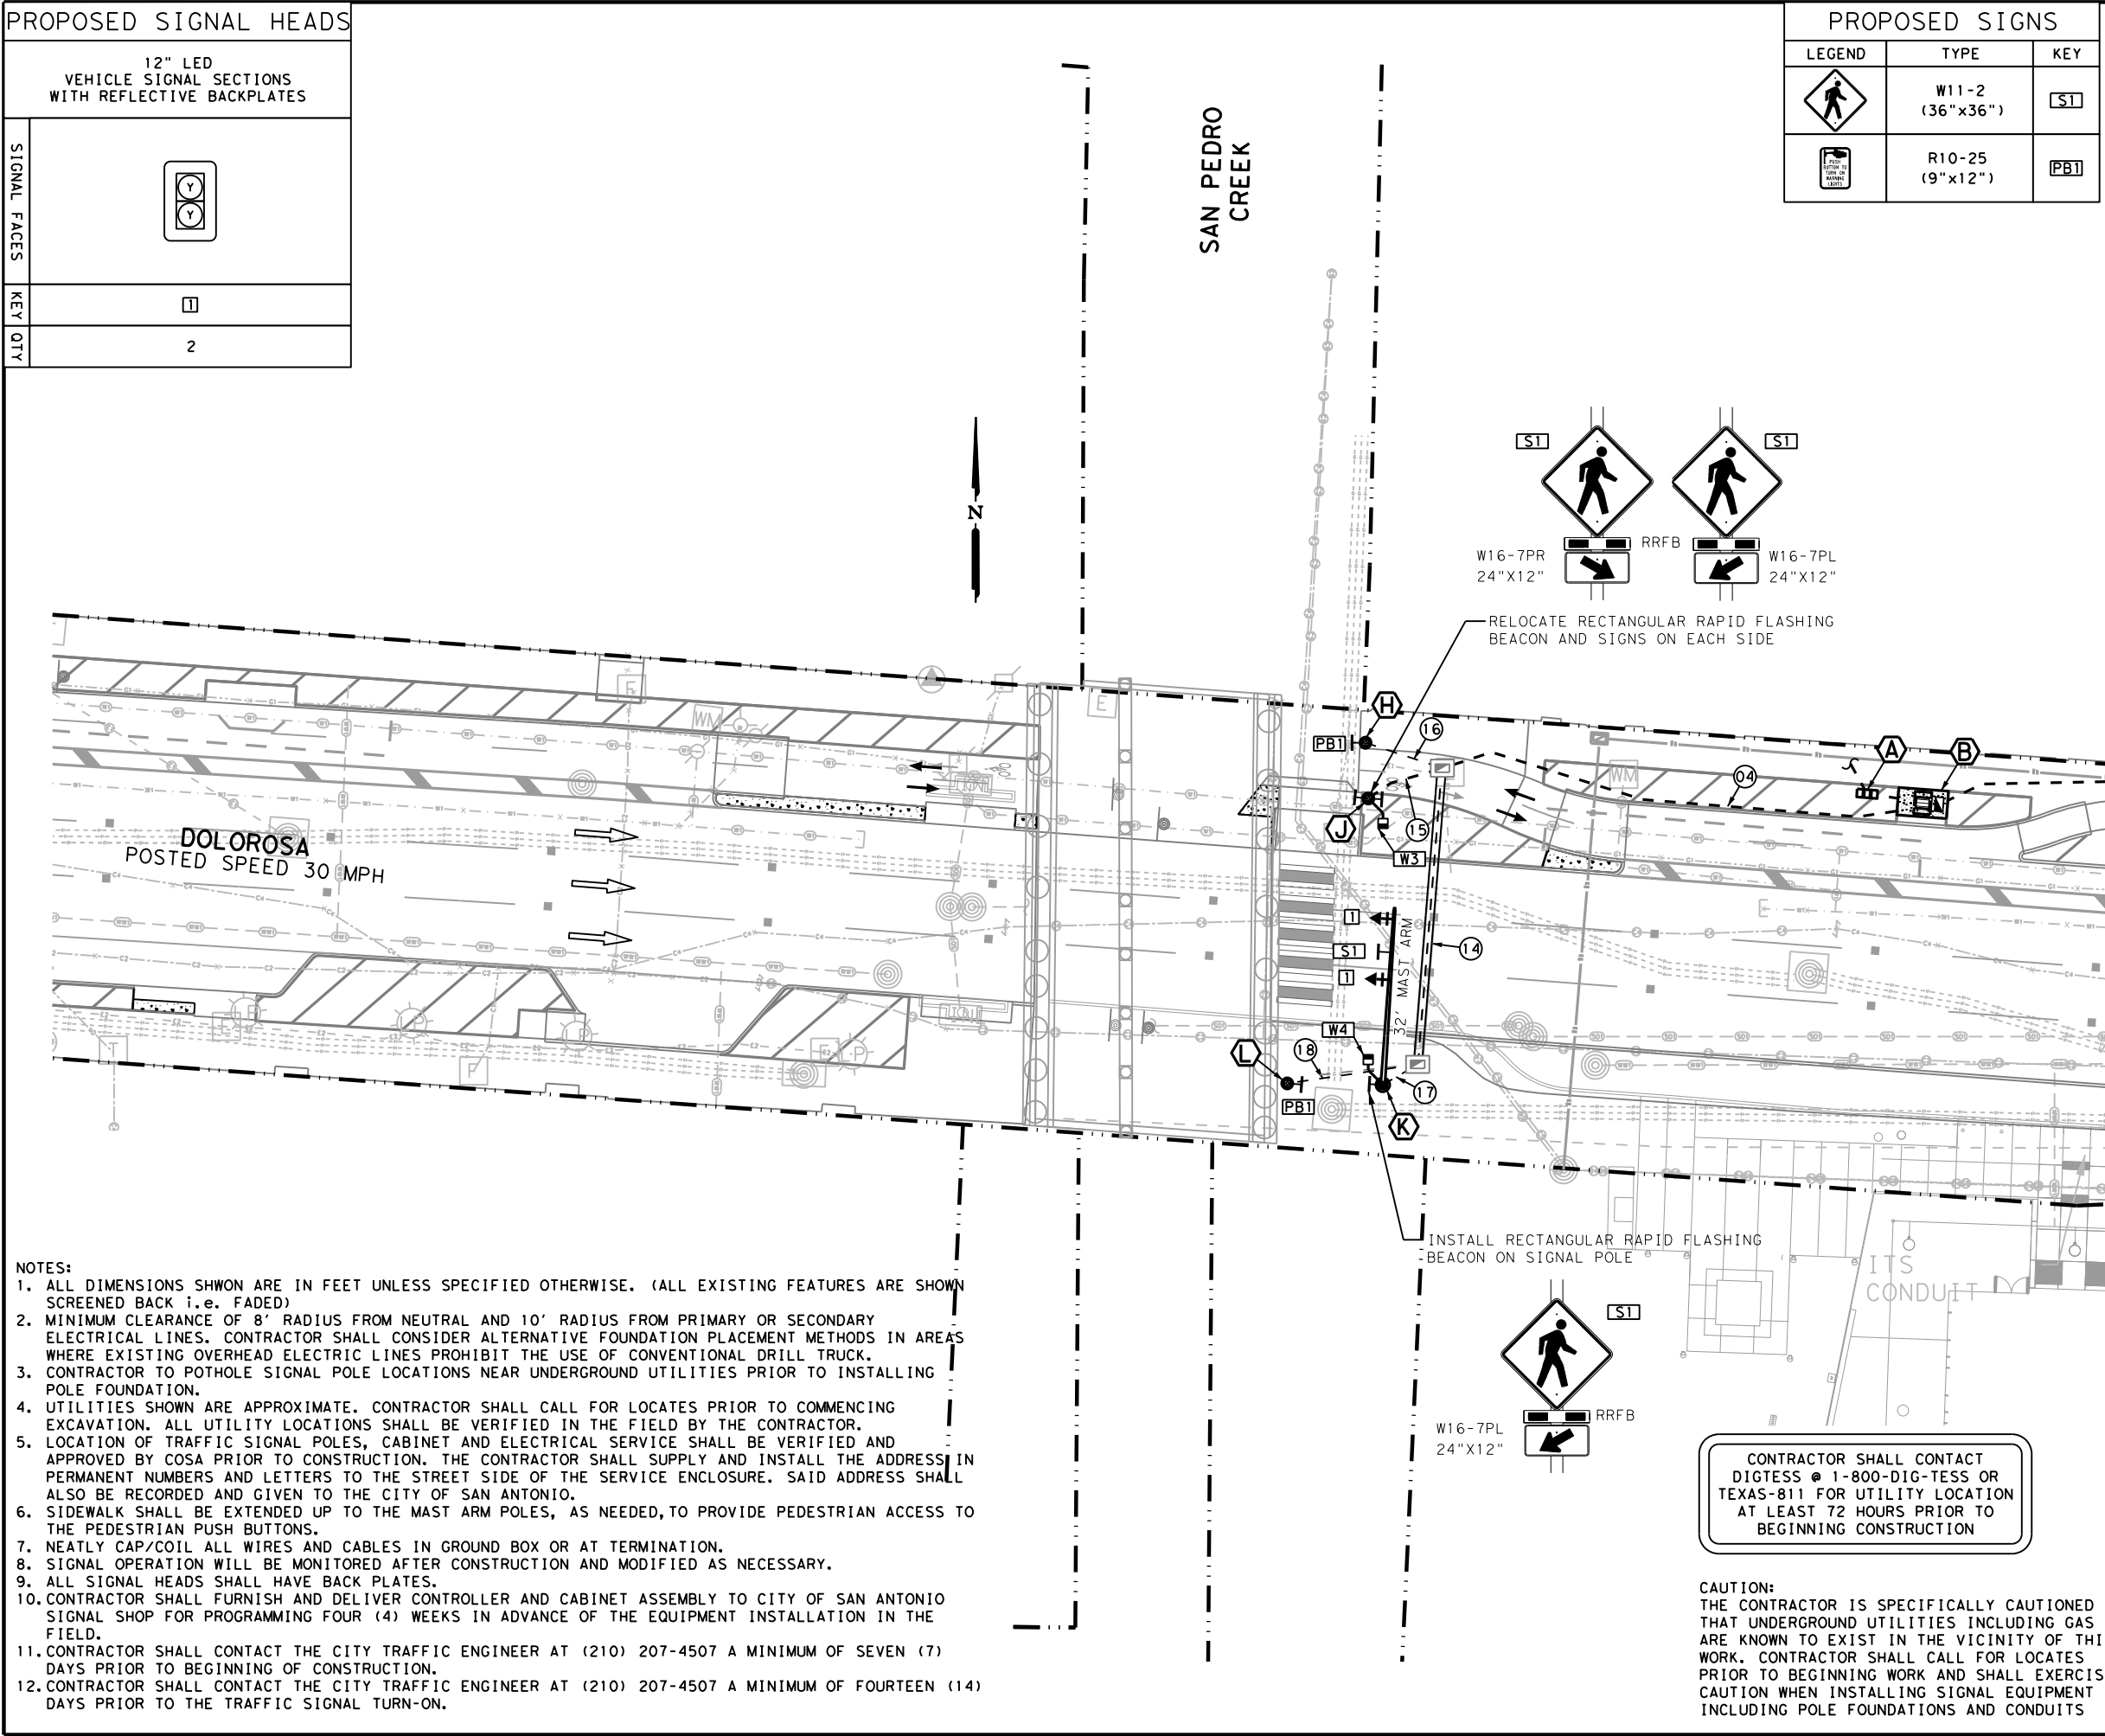 PROPOSED SIGNAL HEADS
12" LED
VEHICLE SIGNAL SECTIONS
WITH REFLECTIVE BACKPLATES
SIGNAL FACES
Y
Y
KEY
1
QTY
2
PROPOSED SIGNS
LEGEND TYPE KEY
W11-2
(36"x36")
S1
PUSH
BUTTON TO
TURN ON
WARNING
LIGHTS
R10-25
(9"x12")
PB1
SAN PEDRO
CREEK
N
S1
S1
RRFB
W16-7PR
24"X12"
W16-7PL
24"X12"
RELOCATE RECTANGULAR RAPID FLASHING
BEACON AND SIGNS ON EACH SIDE
H
16
PB1
A
B
04
WM
WM
E
J
15
W3
DOLOROSA
POSTED SPEED 30 MPH
1
S1
1
32' MAST ARM
14
W4
L
18
PB1
17
K
INSTALL RECTANGULAR RAPID FLASHING
BEACON ON SIGNAL POLE
S1
RRFB
W16-7PL
24"X12"
ITS
CONDUIT
NOTES:
1. ALL DIMENSIONS SHWON ARE IN FEET UNLESS SPECIFIED OTHERWISE. (ALL EXISTING FEATURES ARE SHOWN
SCREENED BACK i.e. FADED)
2. MINIMUM CLEARANCE OF 8' RADIUS FROM NEUTRAL AND 10' RADIUS FROM PRIMARY OR SECONDARY
ELECTRICAL LINES. CONTRACTOR SHALL CONSIDER ALTERNATIVE FOUNDATION PLACEMENT METHODS IN AREAS
WHERE EXISTING OVERHEAD ELECTRIC LINES PROHIBIT THE USE OF CONVENTIONAL DRILL TRUCK.
3. CONTRACTOR TO POTHOLE SIGNAL POLE LOCATIONS NEAR UNDERGROUND UTILITIES PRIOR TO INSTALLING
POLE FOUNDATION.
4. UTILITIES SHOWN ARE APPROXIMATE. CONTRACTOR SHALL CALL FOR LOCATES PRIOR TO COMMENCING
EXCAVATION. ALL UTILITY LOCATIONS SHALL BE VERIFIED IN THE FIELD BY THE CONTRACTOR.
5. LOCATION OF TRAFFIC SIGNAL POLES, CABINET AND ELECTRICAL SERVICE SHALL BE VERIFIED AND
APPROVED BY COSA PRIOR TO CONSTRUCTION. THE CONTRACTOR SHALL SUPPLY AND INSTALL THE ADDRESS IN
PERMANENT NUMBERS AND LETTERS TO THE STREET SIDE OF THE SERVICE ENCLOSURE. SAID ADDRESS SHALL
ALSO BE RECORDED AND GIVEN TO THE CITY OF SAN ANTONIO.
6. SIDEWALK SHALL BE EXTENDED UP TO THE MAST ARM POLES, AS NEEDED, TO PROVIDE PEDESTRIAN ACCESS TO
THE PEDESTRIAN PUSH BUTTONS.
7. NEATLY CAP/COIL ALL WIRES AND CABLES IN GROUND BOX OR AT TERMINATION.
8. SIGNAL OPERATION WILL BE MONITORED AFTER CONSTRUCTION AND MODIFIED AS NECESSARY.
9. ALL SIGNAL HEADS SHALL HAVE BACK PLATES.
10. CONTRACTOR SHALL FURNISH AND DELIVER CONTROLLER AND CABINET ASSEMBLY TO CITY OF SAN ANTONIO
SIGNAL SHOP FOR PROGRAMMING FOUR (4) WEEKS IN ADVANCE OF THE EQUIPMENT INSTALLATION IN THE
FIELD.
11. CONTRACTOR SHALL CONTACT THE CITY TRAFFIC ENGINEER AT (210) 207-4507 A MINIMUM OF SEVEN (7)
DAYS PRIOR TO BEGINNING OF CONSTRUCTION.
12. CONTRACTOR SHALL CONTACT THE CITY TRAFFIC ENGINEER AT (210) 207-4507 A MINIMUM OF FOURTEEN (14)
DAYS PRIOR TO THE TRAFFIC SIGNAL TURN-ON.
CONTRACTOR SHALL CONTACT
DIGTESS @ 1-800-DIG-TESS OR
TEXAS-811 FOR UTILITY LOCATION
AT LEAST 72 HOURS PRIOR TO
BEGINNING CONSTRUCTION
CAUTION:
THE CONTRACTOR IS SPECIFICALLY CAUTIONED
THAT UNDERGROUND UTILITIES INCLUDING GAS
ARE KNOWN TO EXIST IN THE VICINITY OF THI
WORK. CONTRACTOR SHALL CALL FOR LOCATES
PRIOR TO BEGINNING WORK AND SHALL EXERCIS
CAUTION WHEN INSTALLING SIGNAL EQUIPMENT
INCLUDING POLE FOUNDATIONS AND CONDUITS